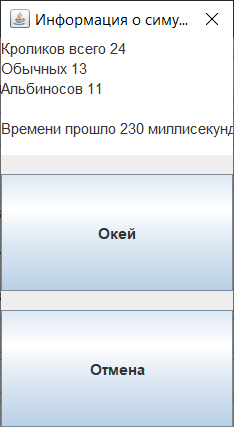 Информация о симу...
Кроликов всего 24
Обычных 13
Альбиносов 11
Времени прошло 230 миллисекунд
Окей
Отмена